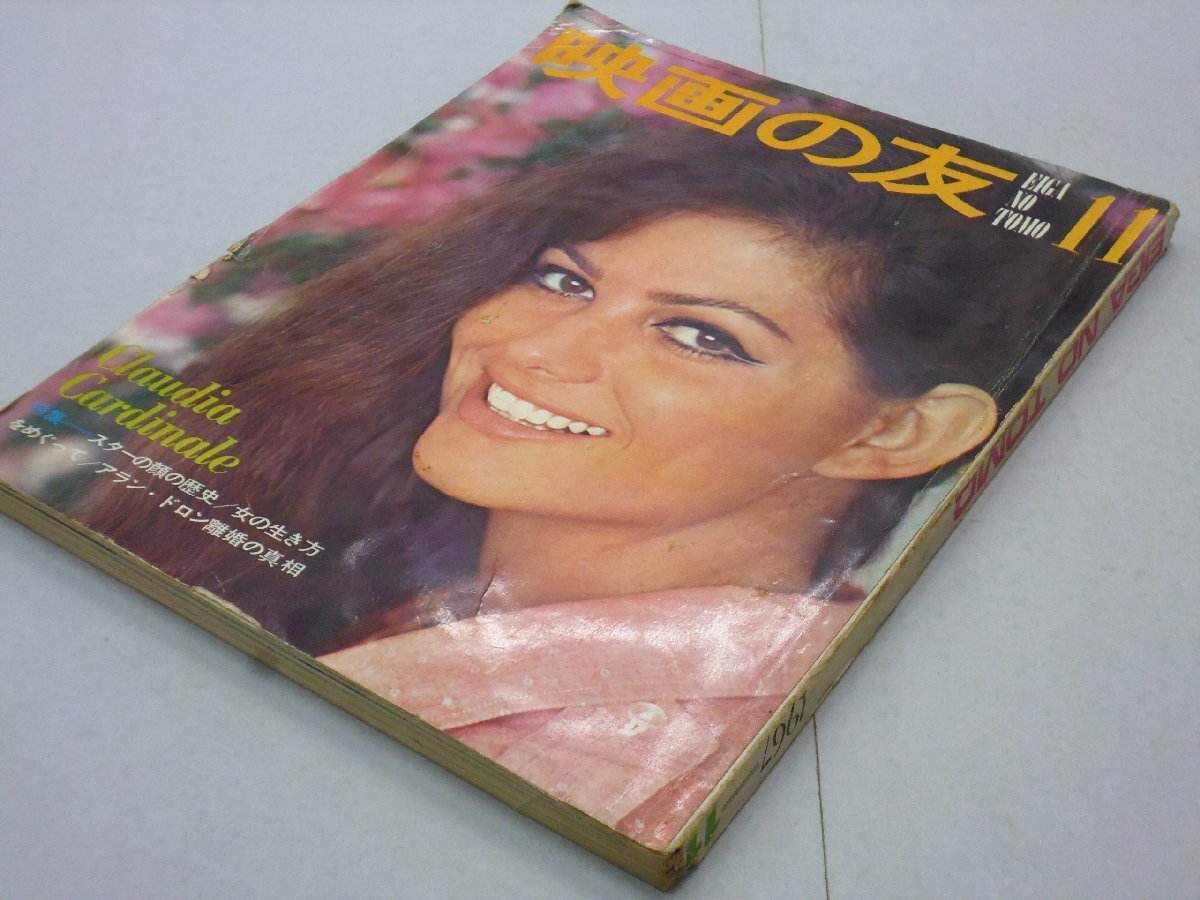 映画の友
EIGA
NO
TOMO
11
Claudia
Cardinale
特集──スターの顔の歴史/女の生き方
をめぐって/アラン・ドロン離婚の真相
EIGA NO TOMO
1967
11